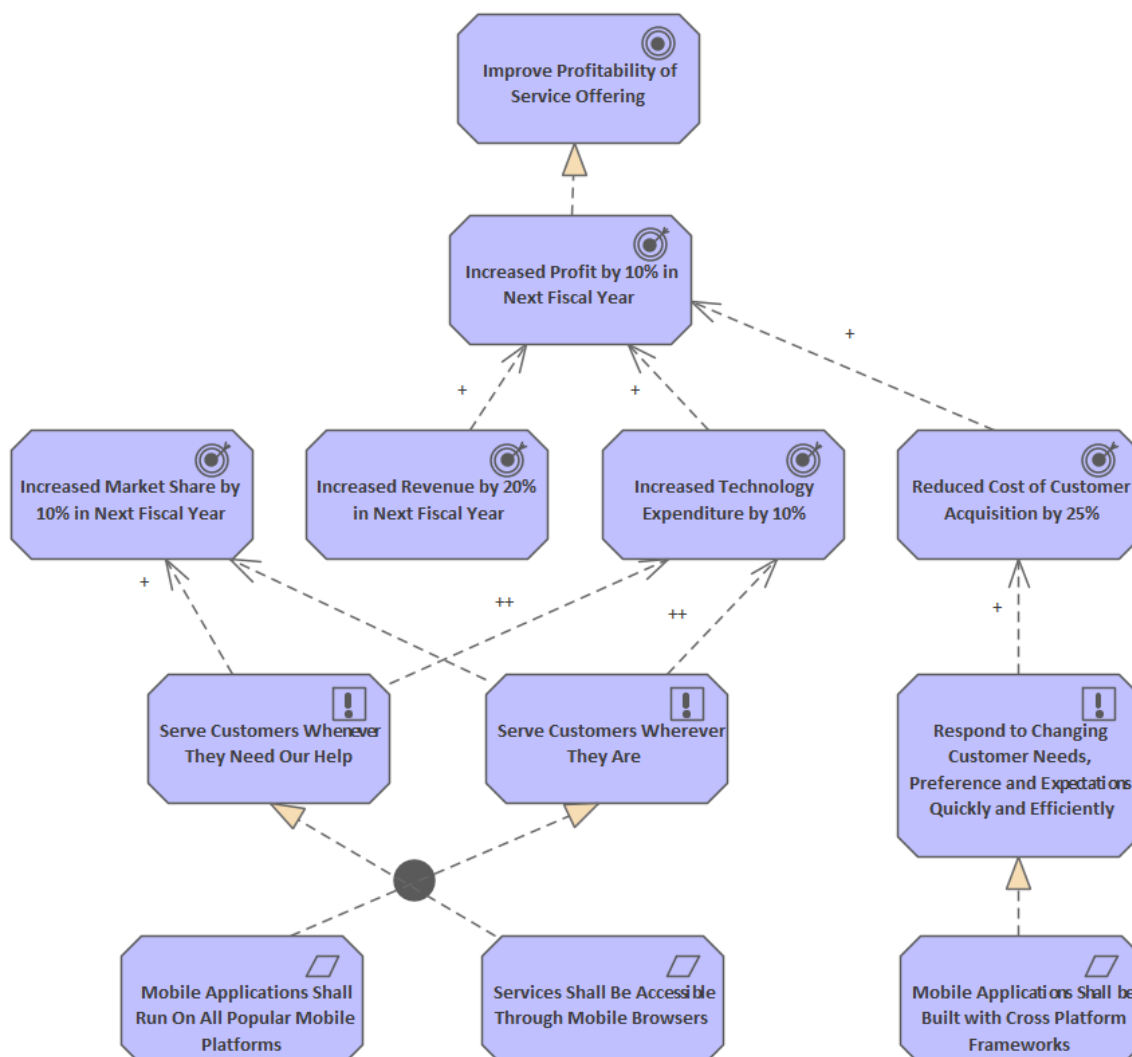 Improve Profitability of
Service Offering
Increased Profit by 10% in
Next Fiscal Year
+
+
+
Increased Market Share by
10% in Next Fiscal Year
Increased Revenue by 20%
in Next Fiscal Year
Increased Technology
Expenditure by 10%
Reduced Cost of Customer
Acquisition by 25%
+
++
++
+
Serve Customers Whenever
They Need Our Help
Serve Customers Wherever
They Are
Respond to Changing
Customer Needs,
Preference and Expectations
Quickly and Efficiently
Mobile Applications Shall
Run On All Popular Mobile
Platforms
Services Shall Be Accessible
Through Mobile Browsers
Mobile Applications Shall be
Built with Cross Platform
Frameworks